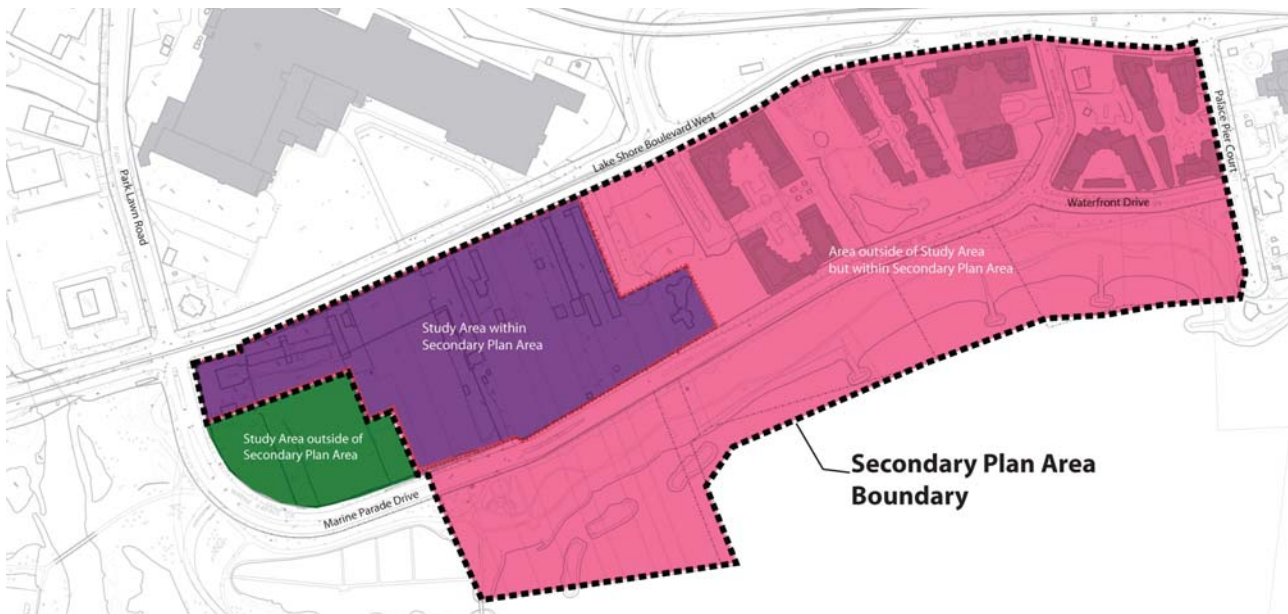 Lake Shore Boulevard West
Palace Pier Court
Park Lawn Road
Waterfront Drive
Area outside of Study Area
but within Secondary Plan Area
Study Area within
Secondary Plan Area
Study Area outside of
Secondary Plan Area
Secondary Plan Area
Boundary
Marine Parade Drive